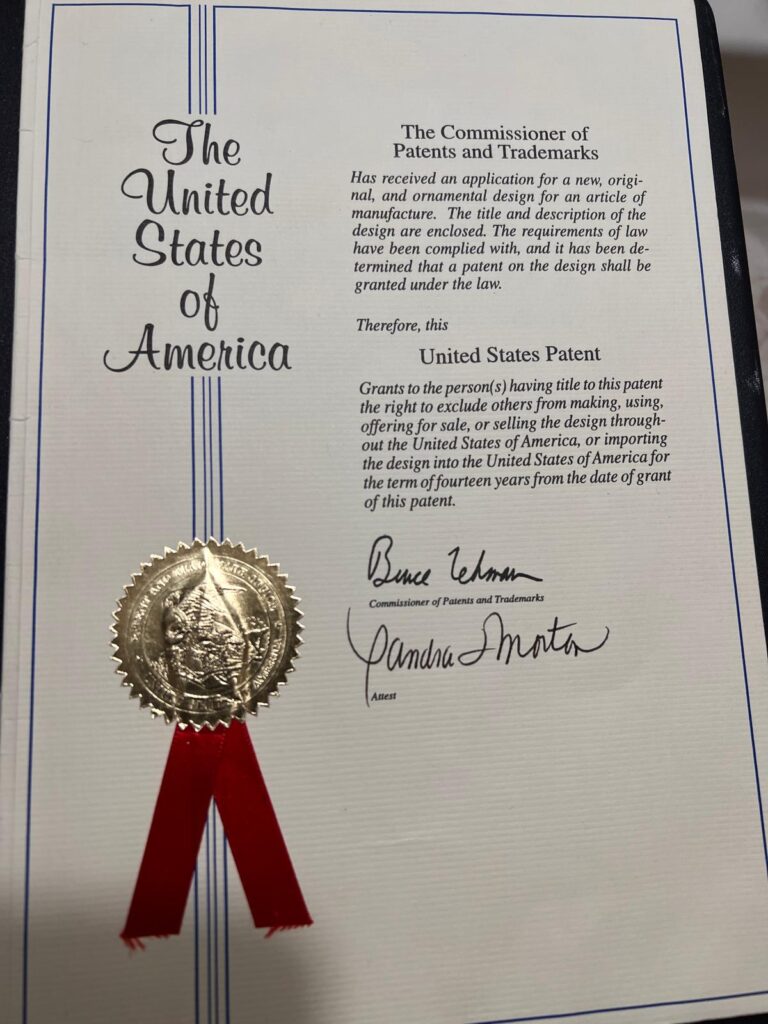 The
United
States
of
America
The Commissioner of
Patents and Trademarks
Has received an application for a new, origi-
nal, and ornamental design for an article of
manufacture. The title and description of the
design are enclosed. The requirements of law
have been complied with, and it has been de-
termined that a patent on the design shall be
granted under the law.
Therefore, this
United States Patent
Grants to the person(s) having title to this patent
the right to exclude others from making, using,
offering for sale, or selling the design through-
out the United States of America, or importing
the design into the United States of America for
the term of fourteen years from the date of grant
of this patent.
Bruce Lehman
Commissioner of Patents and Trademarks
Sandra L Morton
Attest